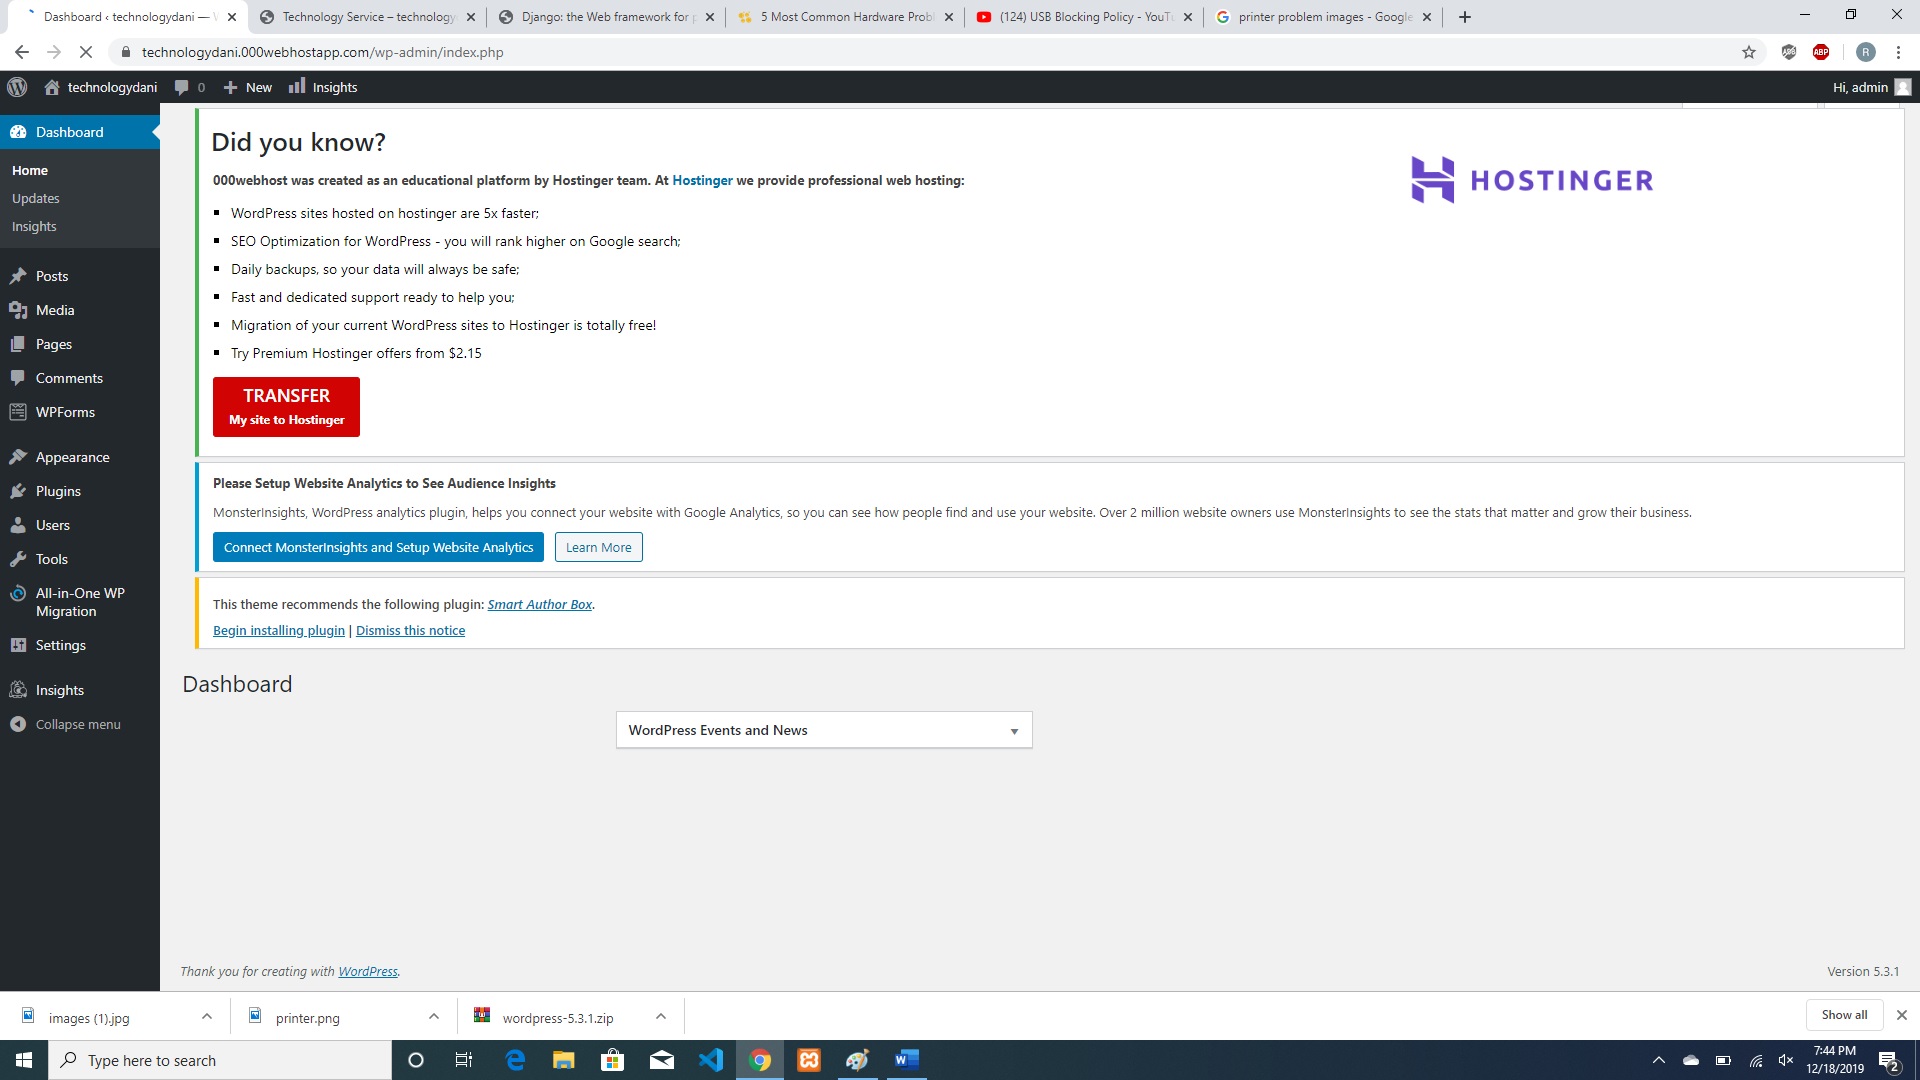 Dashboard ‹ technologydani — W
Technology Service – technology
Django: the Web framework for p
5 Most Common Hardware Probl
(124) USB Blocking Policy - YouTu
printer problem images - Google
technologydani.000webhostapp.com/wp-admin/index.php
ABP
R
technologydani
0
New
Insights
Hi, admin
Dashboard
Home
Updates
Insights
Posts
Media
Pages
Comments
WPForms
Appearance
Plugins
Users
Tools
All-in-One WP
Migration
Settings
Insights
Collapse menu
Did you know?
000webhost was created as an educational platform by Hostinger team. At Hostinger we provide professional web hosting:
HOSTINGER
WordPress sites hosted on hostinger are 5x faster;
SEO Optimization for WordPress - you will rank higher on Google search;
Daily backups, so your data will always be safe;
Fast and dedicated support ready to help you;
Migration of your current WordPress sites to Hostinger is totally free!
Try Premium Hostinger offers from $2.15
TRANSFER
My site to Hostinger
Please Setup Website Analytics to See Audience Insights
MonsterInsights, WordPress analytics plugin, helps you connect your website with Google Analytics, so you can see how people find and use your website. Over 2 million website owners use MonsterInsights to see the stats that matter and grow their business.
Connect MonsterInsights and Setup Website Analytics
Learn More
This theme recommends the following plugin: Smart Author Box.
Begin installing plugin | Dismiss this notice
Dashboard
WordPress Events and News
Thank you for creating with WordPress.
Version 5.3.1
images (1).jpg
printer.png
wordpress-5.3.1.zip
Show all
Type here to search
7:44 PM
12/18/2019
2